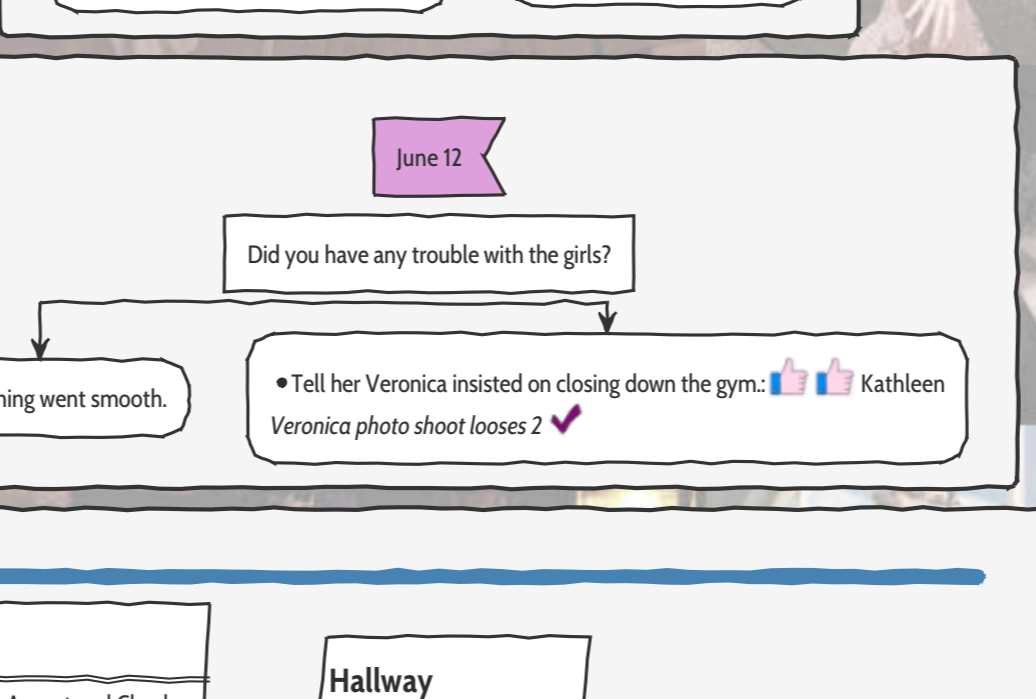 June 12
Did you have any trouble with the girls?
went smooth.
•Tell her Veronica insisted on closing down the gym.: Kathleen
Veronica photo shoot looses 2
Hallway